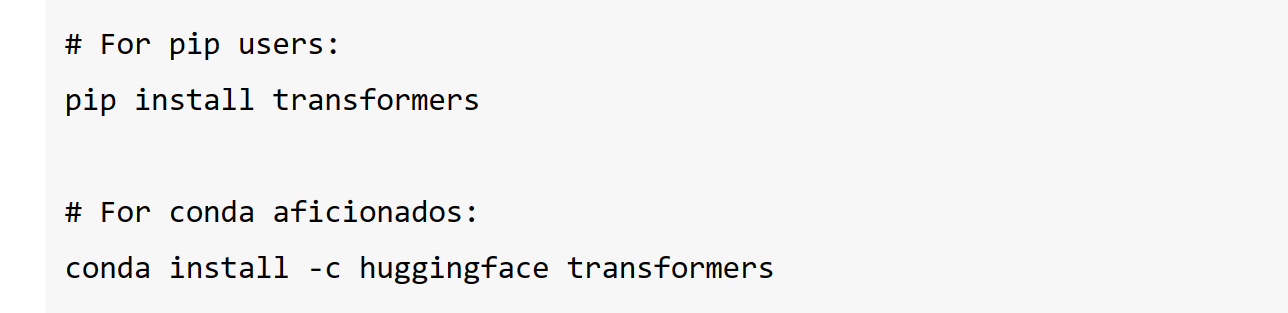 # For pip users:
pip install transformers
# For conda aficionados:
conda install -c huggingface transformers